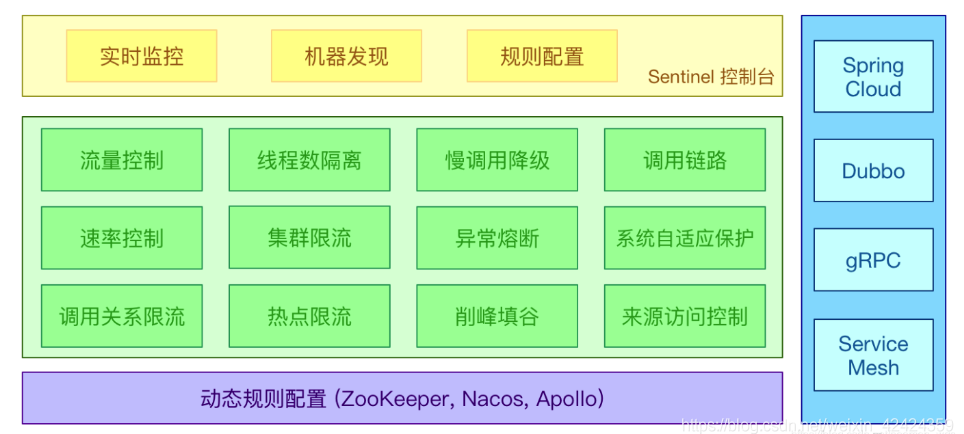 实时监控
机器发现
规则配置
Sentinel 控制台
流量控制
线程数隔离
慢调用降级
调用链路
速率控制
集群限流
异常熔断
系统自适应保护
调用关系限流
热点限流
削峰填谷
来源访问控制
动态规则配置 (ZooKeeper, Nacos, Apollo)
Spring
Cloud
Dubbo
gRPC
Service
Mesh
https://blog.csdn.net/weixin_42424359